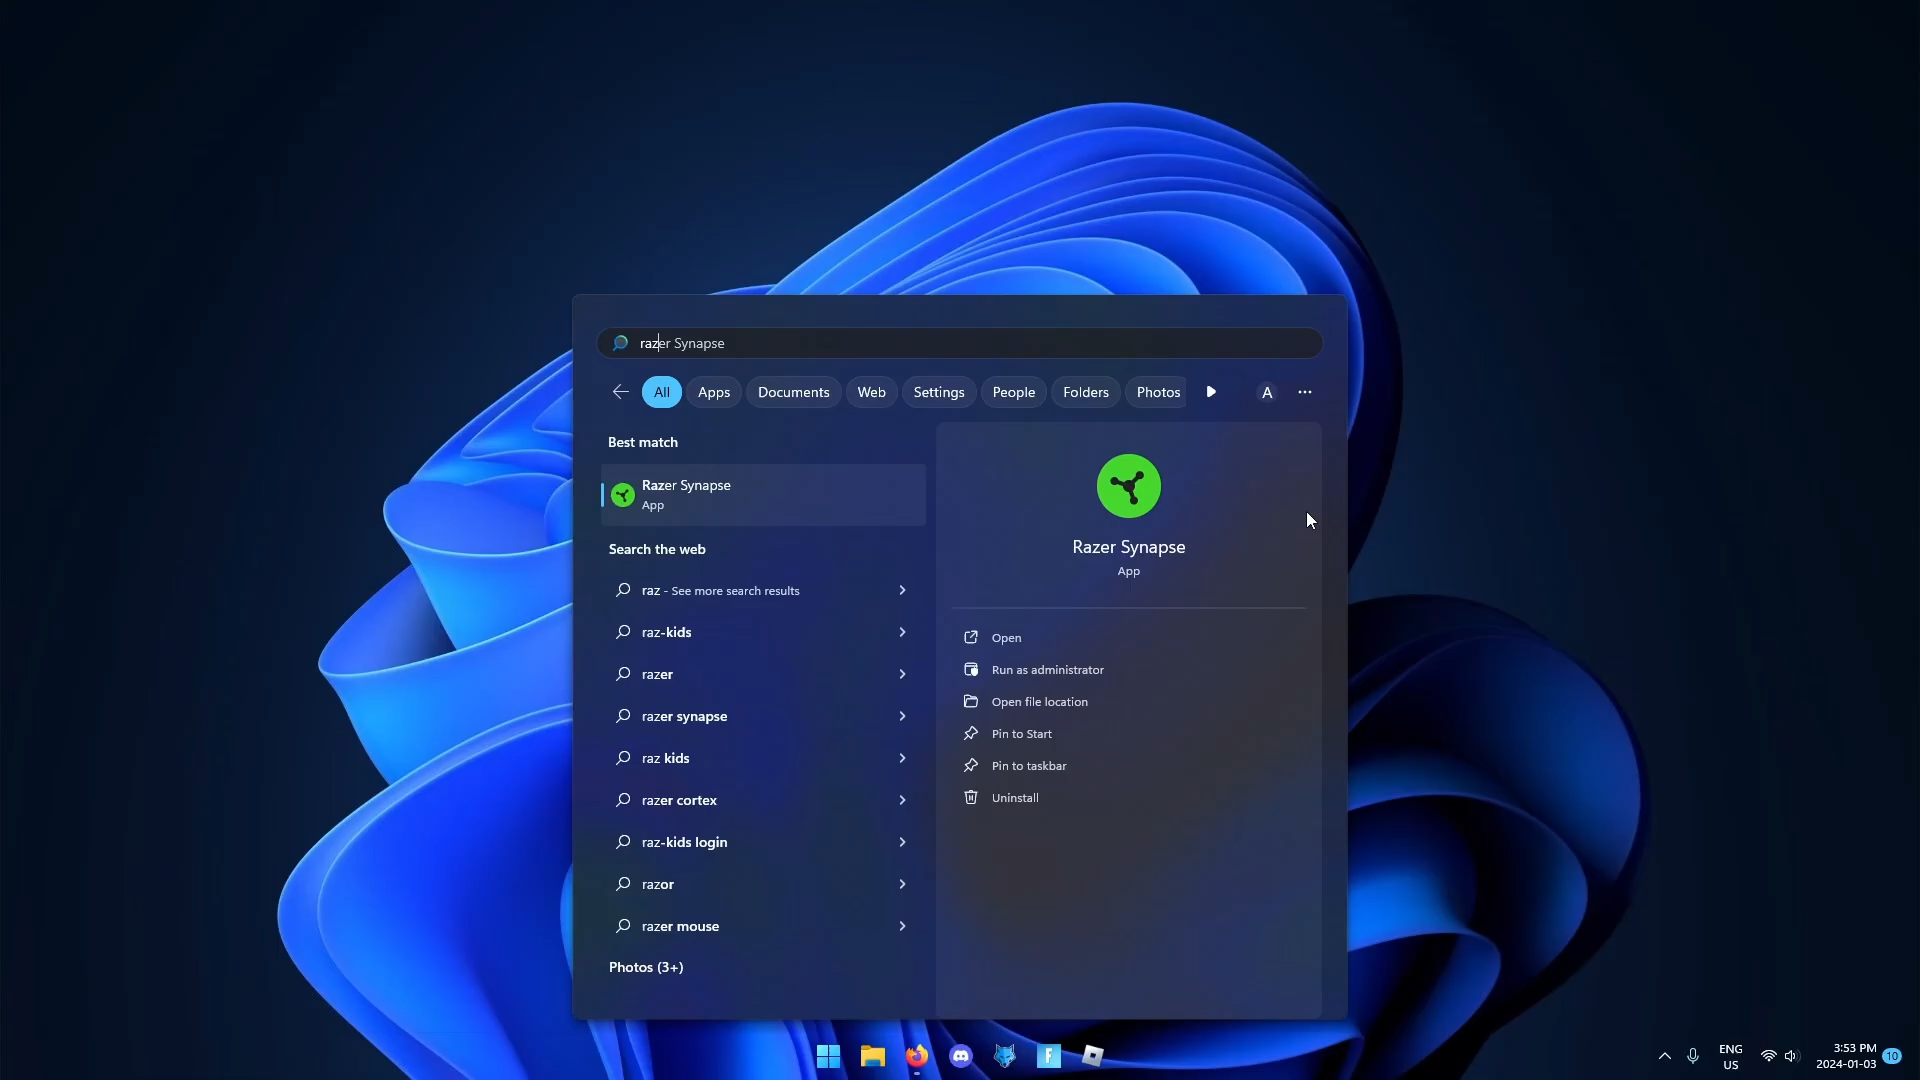 razer Synapse
All Apps Documents Web Settings People Folders Photos A
Best match
Razer Synapse
App
Search the web
raz - See more search results
raz-kids
razer
razer synapse
raz kids
razer cortex
raz-kids login
razor
razer mouse
Photos (3+)
Razer Synapse
App
Open
Run as administrator
Open file location
Pin to Start
Pin to taskbar
Uninstall
F
ENG
US
3:53 PM
2024-01-03
10